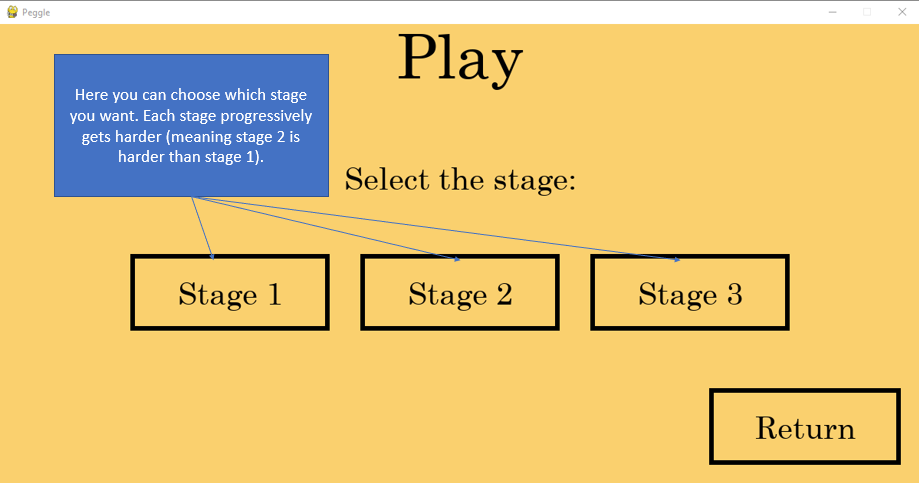 Peggle
Play
Here you can choose which stage
you want. Each stage progressively
gets harder (meaning stage 2 is
harder than stage 1).
Select the stage:
Stage 1
Stage 2
Stage 3
Return